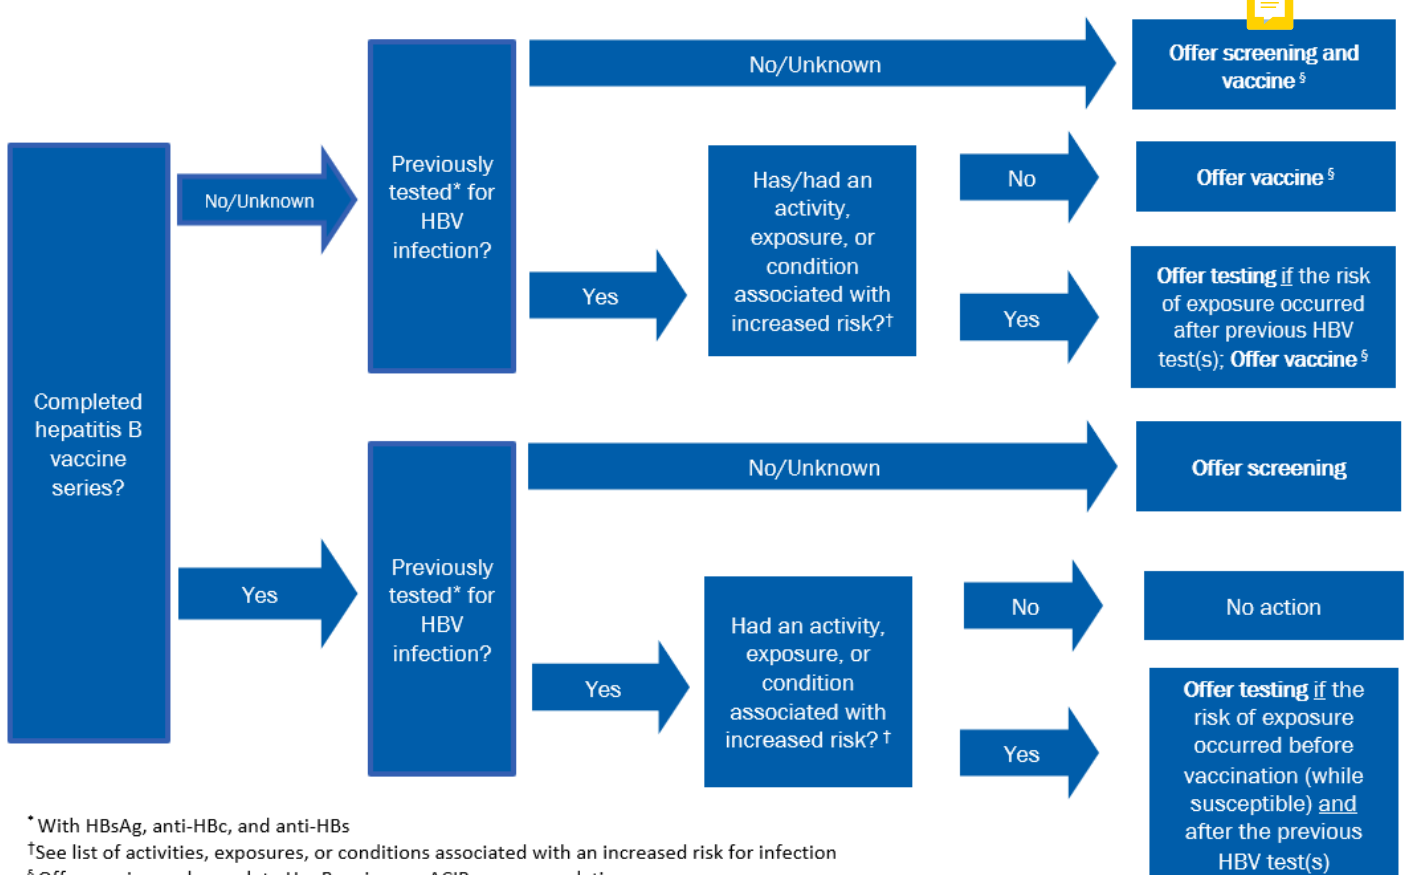 Completed
hepatitis B
vaccine
series?
No/Unknown
Previously
tested* for
HBV
infection?
No/Unknown
Offer screening and
vaccine §
Yes
Has/had an
activity,
exposure, or
condition
associated with
increased risk?†
No
Offer vaccine §
Yes
Offer testing if the risk
of exposure occurred
after previous HBV
test(s); Offer vaccine §
Yes
Previously
tested* for
HBV
infection?
No/Unknown
Offer screening
Yes
Had an activity,
exposure, or
condition
associated with
increased risk? †
No
No action
Yes
Offer testing if the
risk of exposure
occurred before
vaccination (while
susceptible) and
after the previous
HBV test(s)
* With HBsAg, anti-HBc, and anti-HBs
†See list of activities, exposures, or conditions associated with an increased risk for infection